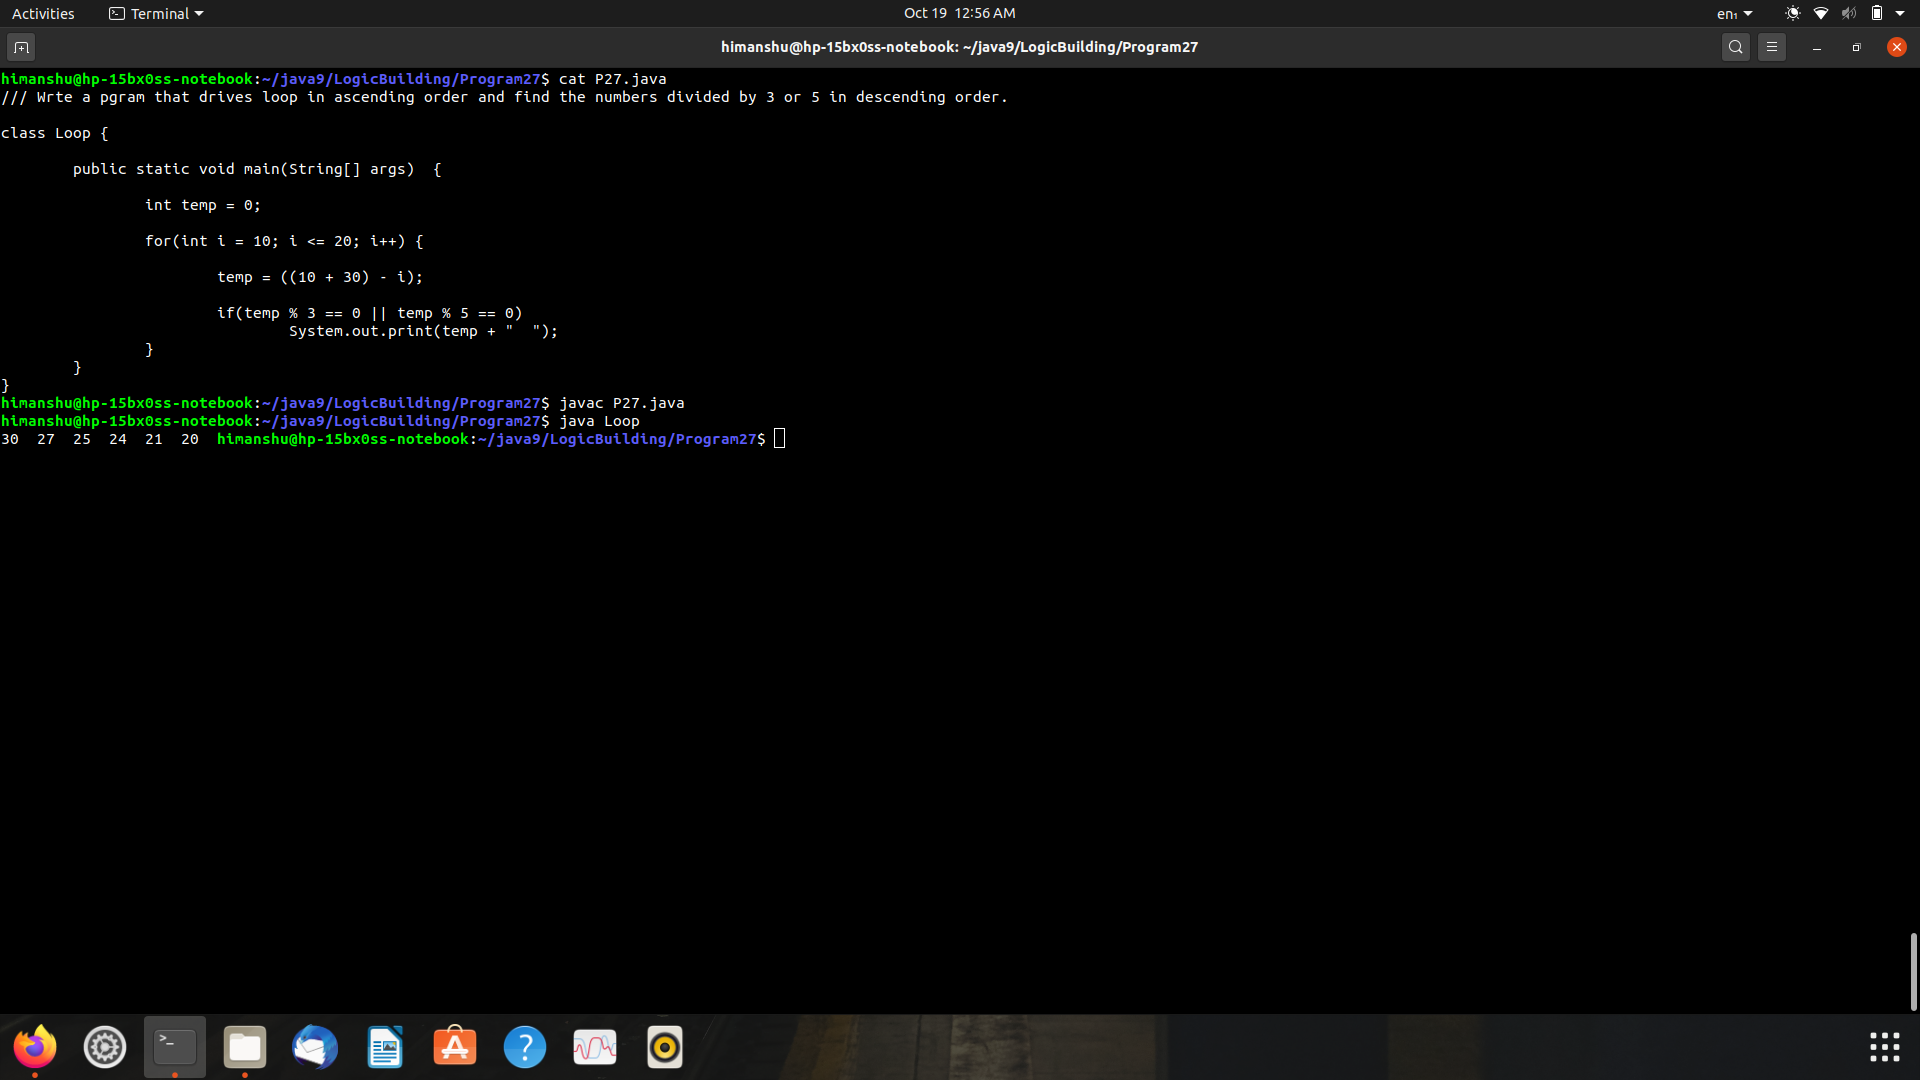 Activities Terminal Oct 19 12:56 AM en₁
himanshu@hp-15bx0ss-notebook: ~/java9/LogicBuilding/Program27
himanshu@hp-15bx0ss-notebook:~/java9/LogicBuilding/Program27$ cat P27.java
/// Wrte a pgram that drives loop in ascending order and find the numbers divided by 3 or 5 in descending order.
class Loop {
public static void main(String[] args)  {
int temp = 0;
for(int i = 10; i <= 20; i++) {
temp = ((10 + 30) - i);
if(temp % 3 == 0 || temp % 5 == 0)
System.out.print(temp + "  ");
}
}
}
himanshu@hp-15bx0ss-notebook:~/java9/LogicBuilding/Program27$ javac P27.java
himanshu@hp-15bx0ss-notebook:~/java9/LogicBuilding/Program27$ java Loop
30  27  25  24  21  20  himanshu@hp-15bx0ss-notebook:~/java9/LogicBuilding/Program27$